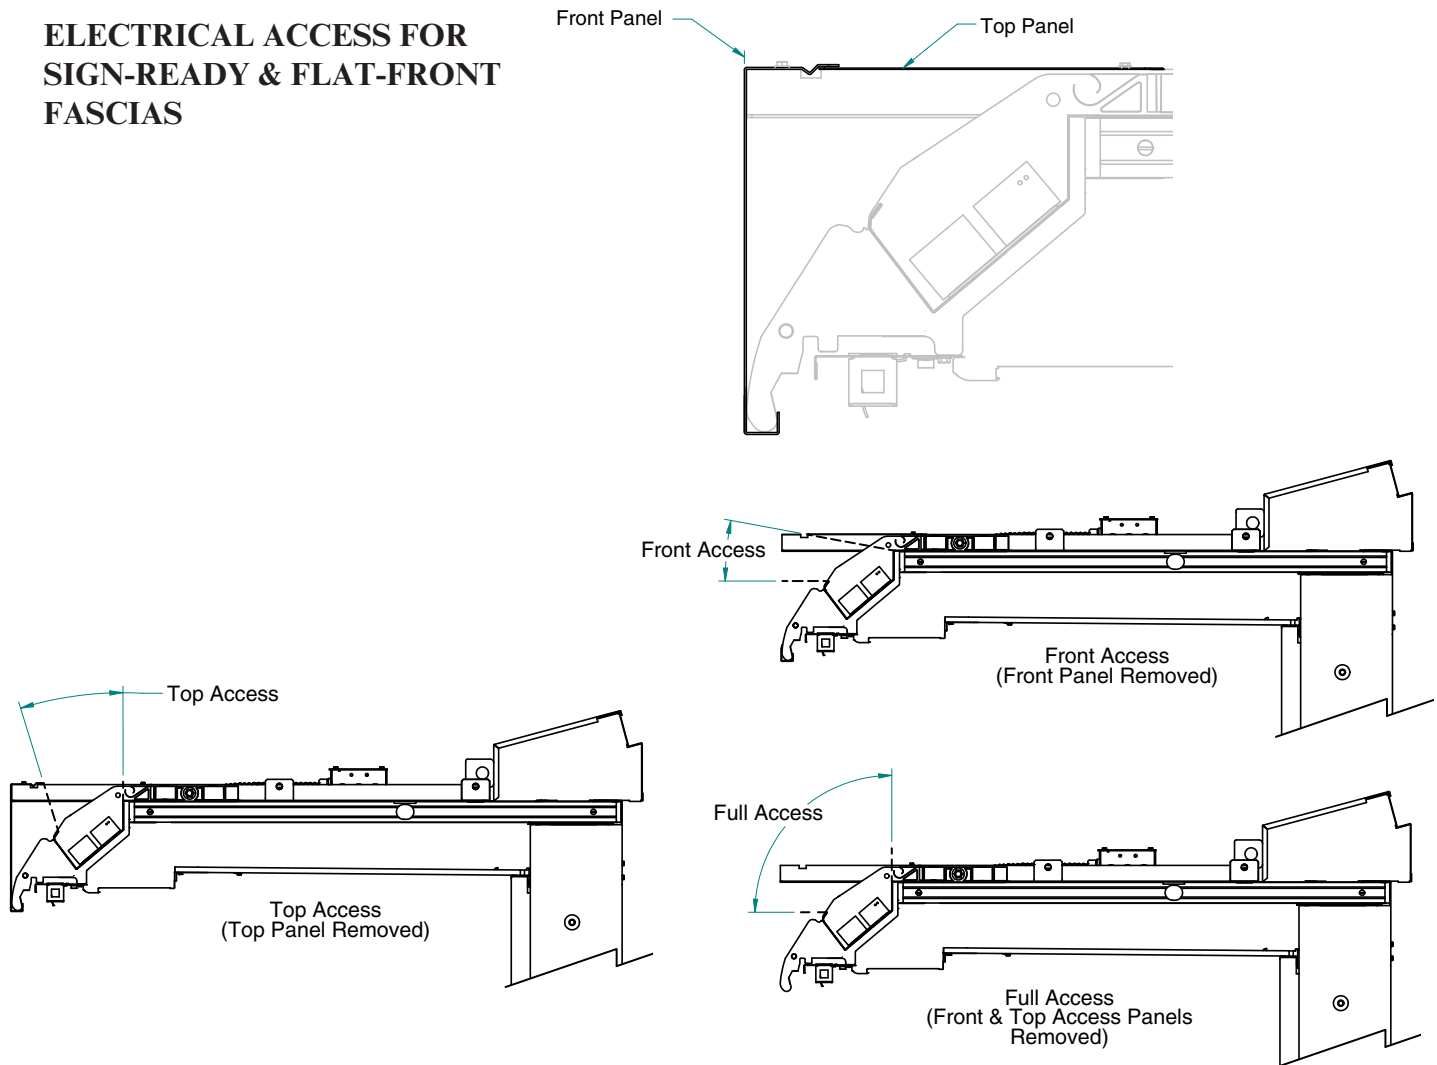 ELECTRICAL ACCESS FOR
SIGN-READY & FLAT-FRONT
FASCIAS
Front Panel
Top Panel
Front Access
Front Access
(Front Panel Removed)
Top Access
Top Access
(Top Panel Removed)
Full Access
Full Access
(Front & Top Access Panels
Removed)